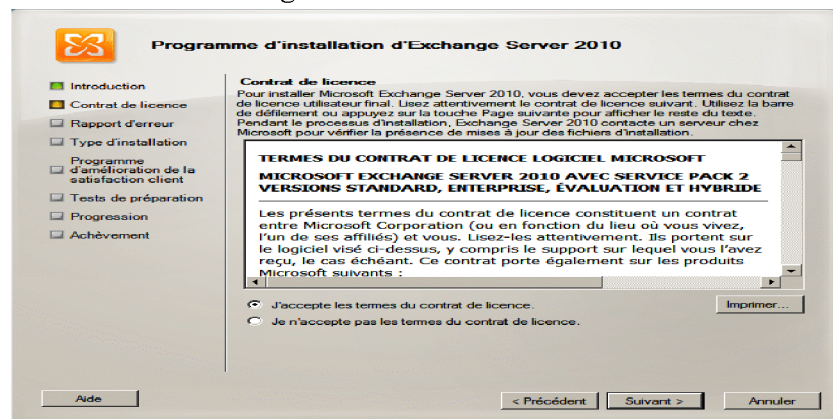 Programme d'installation d'Exchange Server 2010
Introduction
Contrat de licence
Rapport d'erreur
Type d'installation
Programme
d'amélioration de la
satisfaction client
Tests de préparation
Progression
Achèvement
Contrat de licence
Pour installer Microsoft Exchange Server 2010, vous devez accepter les termes du contrat
de licence utilisateur final. Lisez attentivement le contrat de licence suivant. Utilisez la barre
de défilement ou appuyez sur la touche Page suivante pour afficher le reste du texte.
Pendant le processus d'installation, Exchange Server 2010 contacte un serveur chez
Microsoft pour vérifier la présence de mises à jour des fichiers d'installation.
TERMES DU CONTRAT DE LICENCE LOGICIEL MICROSOFT
MICROSOFT EXCHANGE SERVER 2010 AVEC SERVICE PACK 2
VERSIONS STANDARD, ENTERPRISE, ÉVALUATION ET HYBRIDE
Les présents termes du contrat de licence constituent un contrat
entre Microsoft Corporation (ou en fonction du lieu où vous vivez,
l'un de ses affiliés) et vous. Lisez-les attentivement. Ils portent sur
le logiciel visé ci-dessus, y compris le support sur lequel vous l'avez
reçu, le cas échéant. Ce contrat porte également sur les produits
Microsoft suivants :
J'accepte les termes du contrat de licence.
Imprimer...
Je n'accepte pas les termes du contrat de licence.
Aide
< Précédent
Suivant >
Annuler